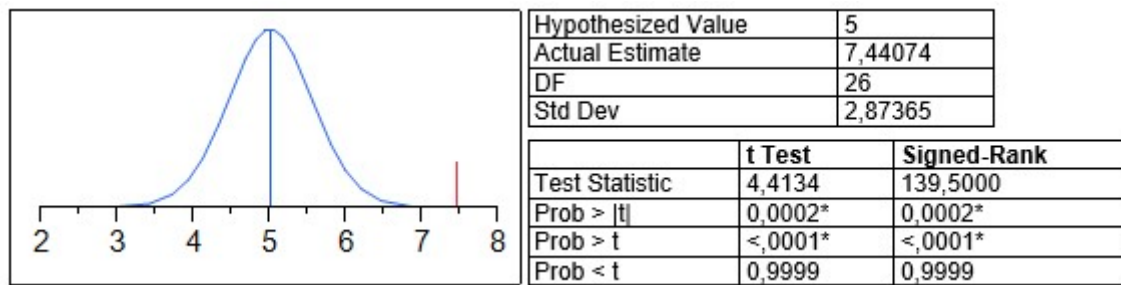 2 3 4 5 6 7 8
Hypothesized Value 5
Actual Estimate 7,44074
DF 26
Std Dev 2,87365
t Test Signed-Rank
Test Statistic 4,4134 139,5000
Prob > |t| 0,0002* 0,0002*
Prob > t <,0001* <,0001*
Prob < t 0,9999 0,9999